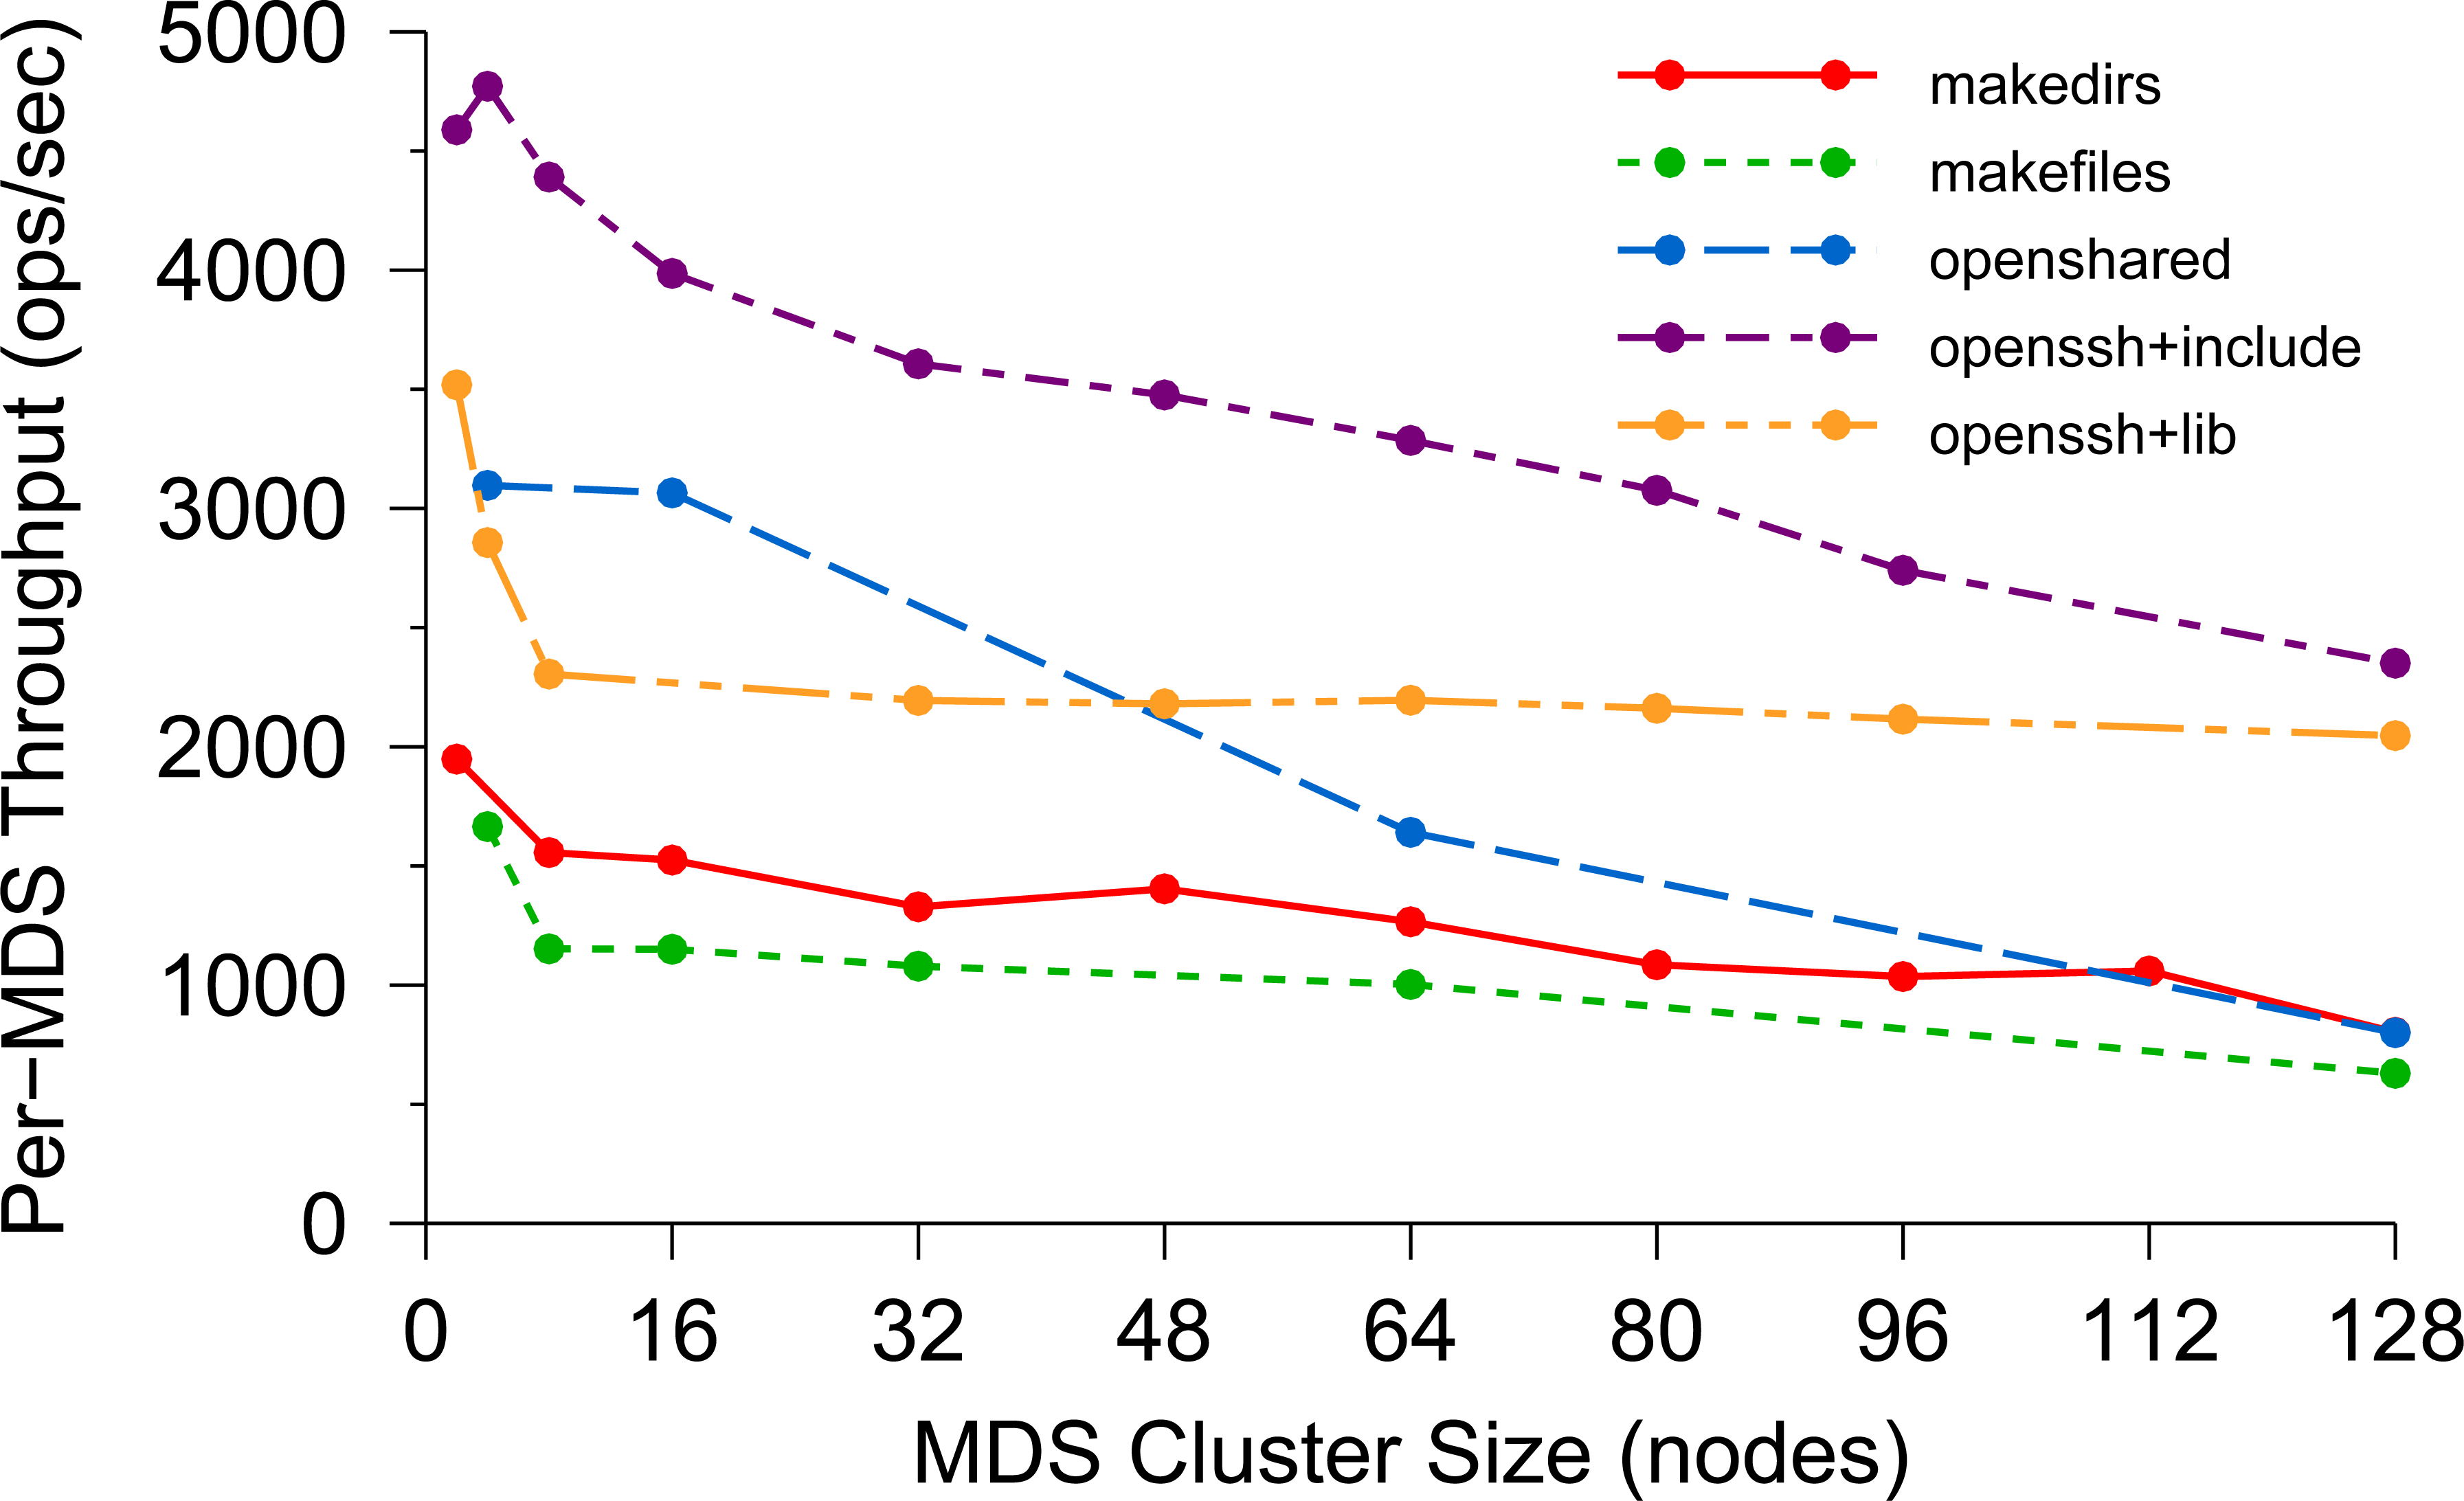 Per−MDS Throughput (ops/sec)
5000
4000
3000
2000
1000
0
makedirs
makefiles
openshared
openssh+include
openssh+lib
0 16 32 48 64 80 96 112 128
MDS Cluster Size (nodes)